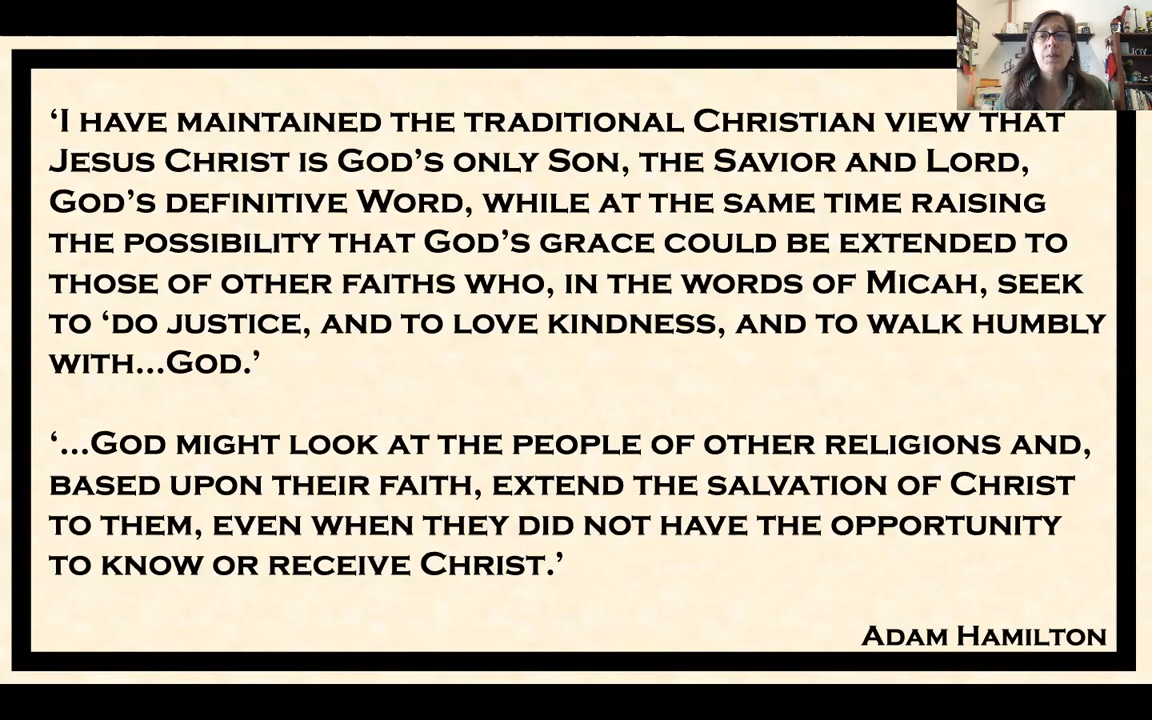 ‘I HAVE MAINTAINED THE TRADITIONAL CHRISTIAN VIEW THAT
JESUS CHRIST IS GOD’S ONLY SON, THE SAVIOR AND LORD,
GOD’S DEFINITIVE WORD, WHILE AT THE SAME TIME RAISING
THE POSSIBILITY THAT GOD’S GRACE COULD BE EXTENDED TO
THOSE OF OTHER FAITHS WHO, IN THE WORDS OF MICAH, SEEK
TO ‘DO JUSTICE, AND TO LOVE KINDNESS, AND TO WALK HUMBLY
WITH...GOD.’
‘...GOD MIGHT LOOK AT THE PEOPLE OF OTHER RELIGIONS AND,
BASED UPON THEIR FAITH, EXTEND THE SALVATION OF CHRIST
TO THEM, EVEN WHEN THEY DID NOT HAVE THE OPPORTUNITY
TO KNOW OR RECEIVE CHRIST.’
ADAM HAMILTON
JOY